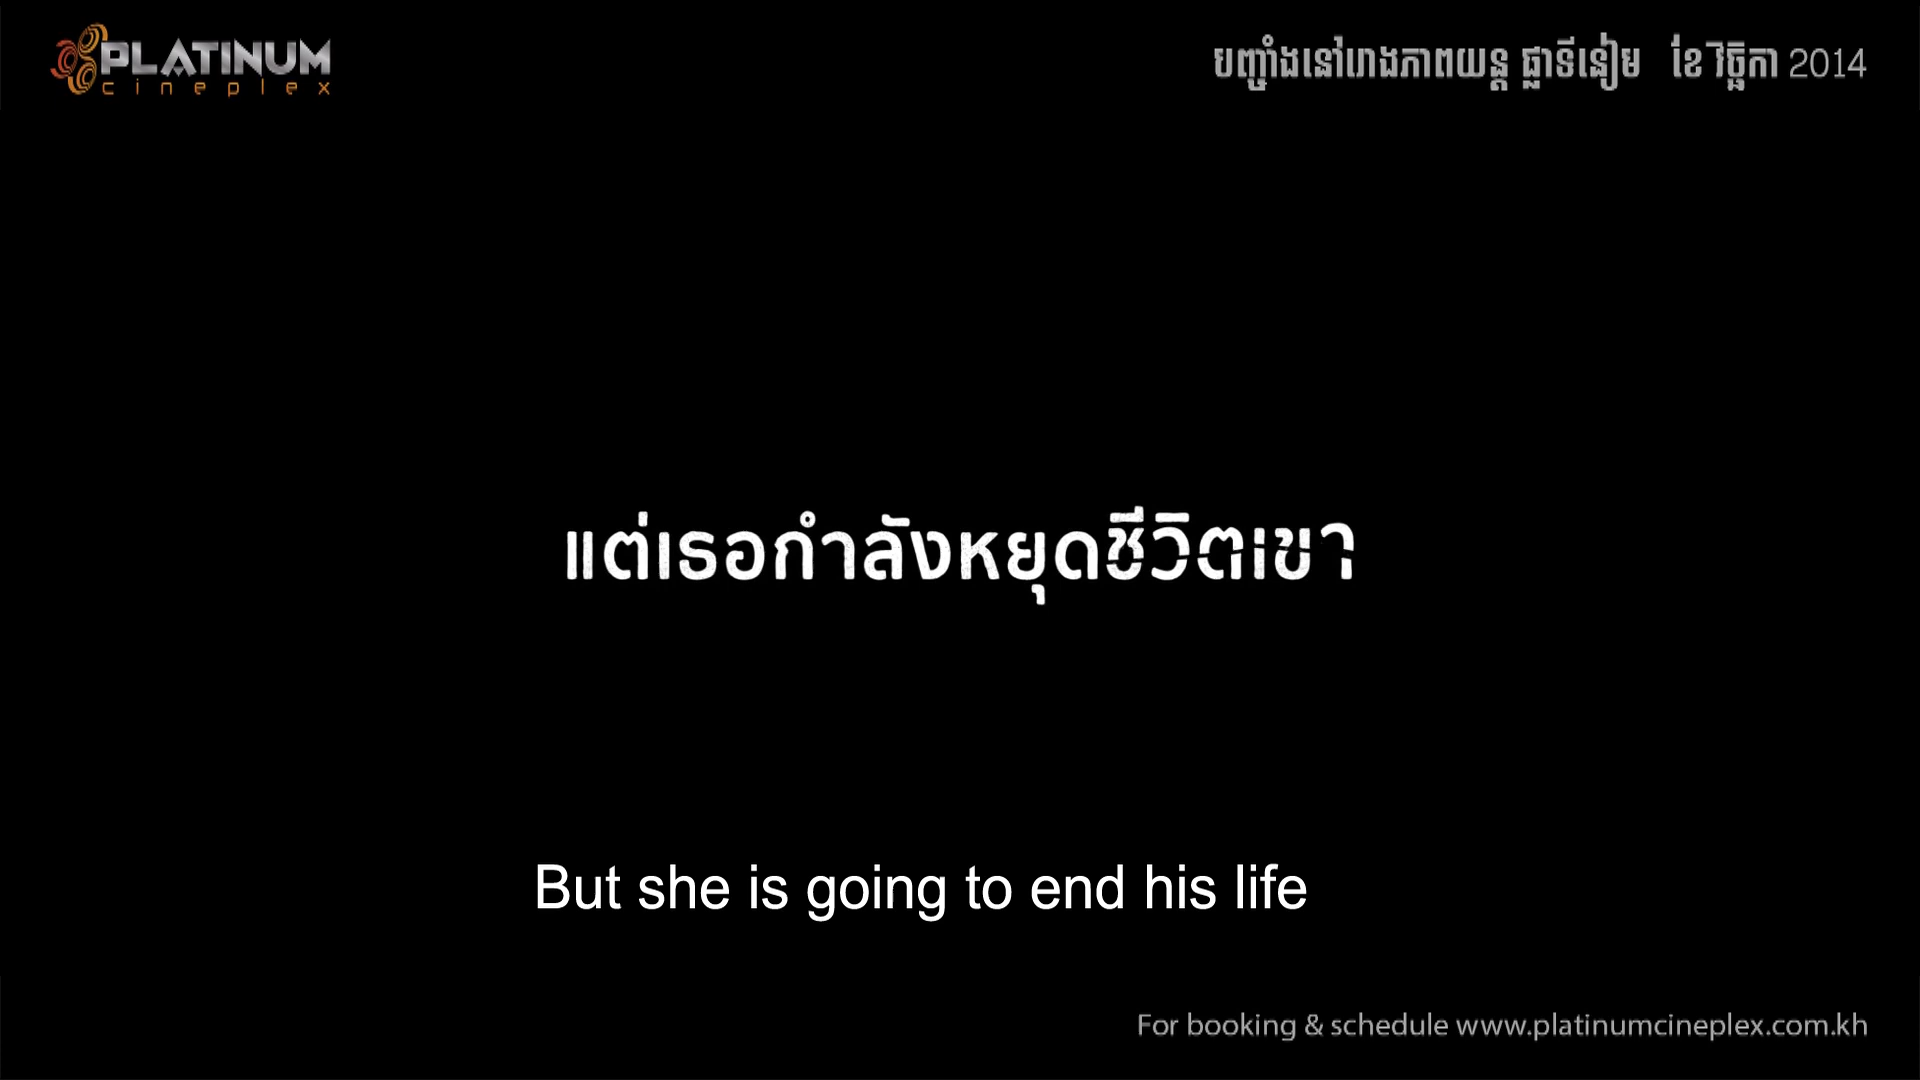 PLATINUM
cineplex
បញ្ចាំងនៅរោងភាពយន្ត ផ្លាទីនៀម ខែ វិច្ឆិកា 2014
แต่เธอกำลังหยุดชีวิตเขา
But she is going to end his life
For booking & schedule www.platinumcineplex.com.kh